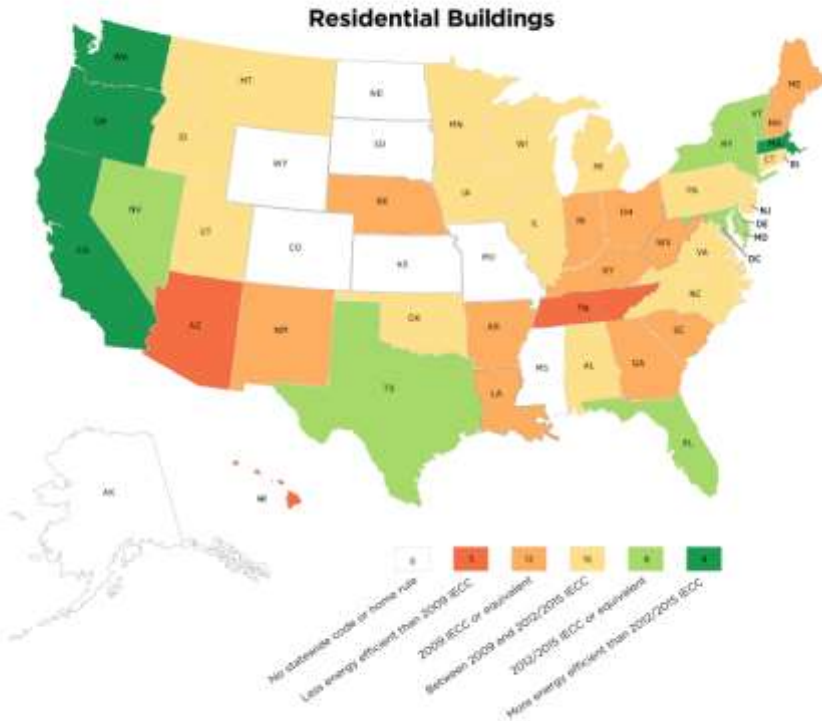 Residential Buildings
WA
MT
ND
MN
ME
VT
NH
OR
ID
SD
WI
NY
MA
WY
MI
CT
RI
NV
UT
NE
IA
PA
NJ
IL
IN
OH
DE
MD
CO
WV
VA
DC
CA
KS
MO
KY
NC
AZ
NM
OK
TN
AR
SC
MS
AL
GA
TX
LA
FL
AK
HI
No statewide code or home rule
Less energy efficient than 2009 IECC
2009 IECC or equivalent
Between 2009 and 2012/2015 IECC
2012/2015 IECC or equivalent
More energy efficient than 2012/2015 IECC